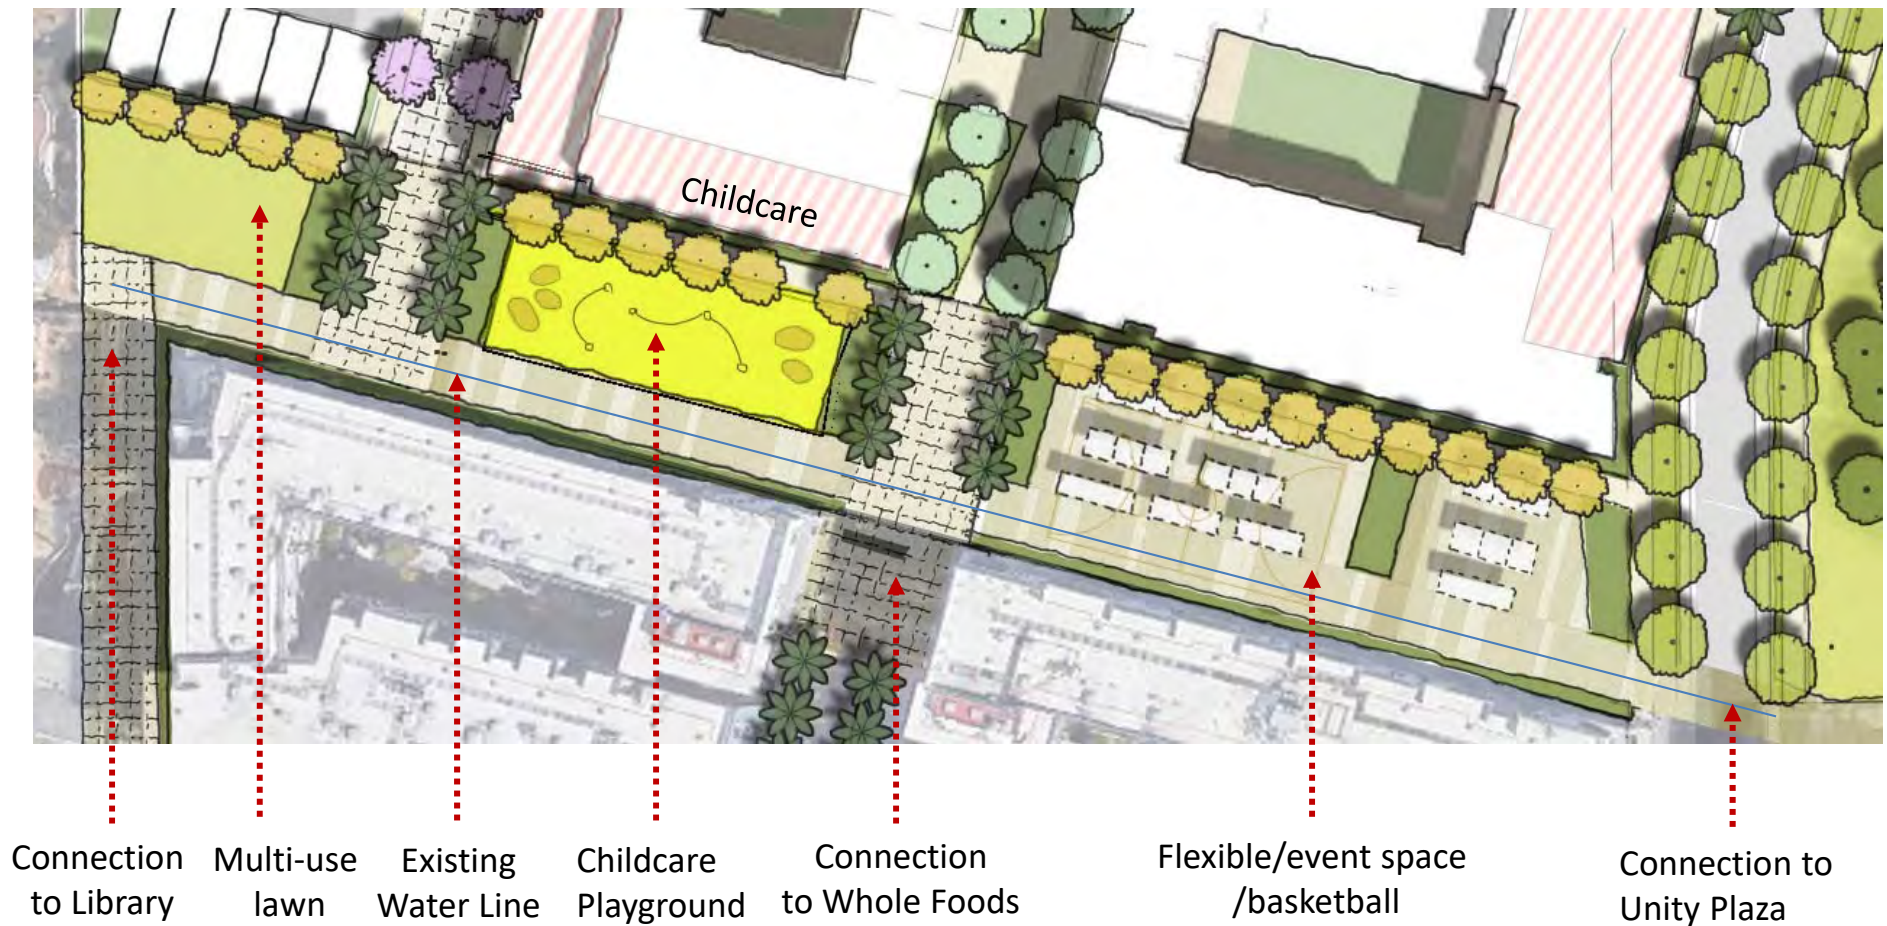 Childcare
Connection
to Library
Multi-use
lawn
Existing
Water Line
Childcare
Playground
Connection
to Whole Foods
Flexible/event space
/basketball
Connection to
Unity Plaza